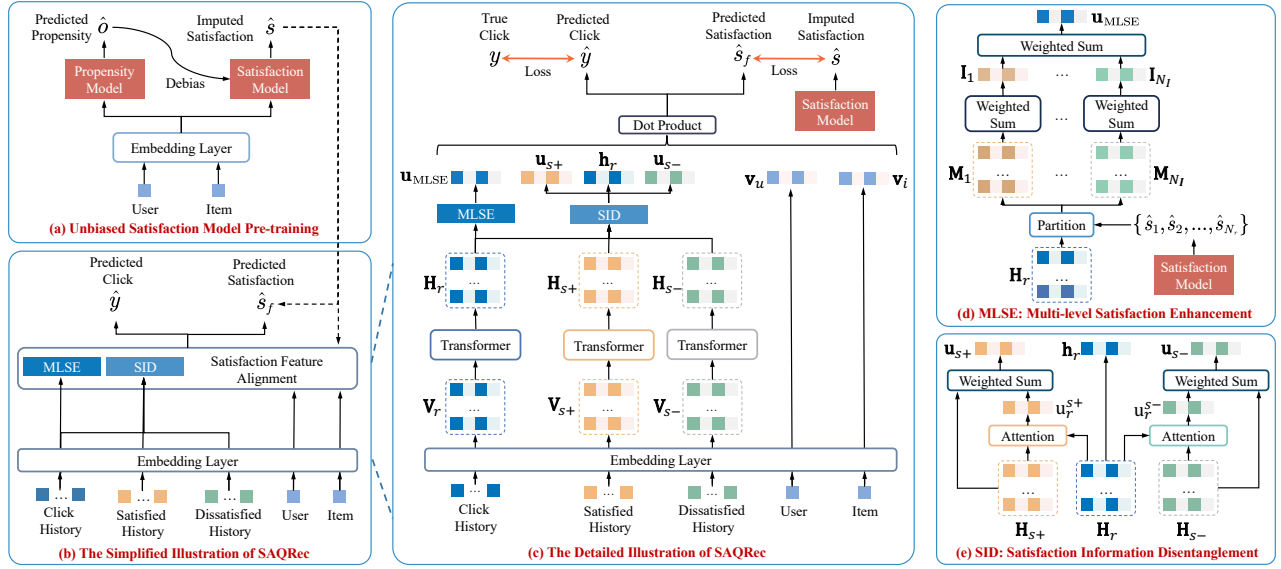 Predicted
Propensity
ô
Imputed
Satisfaction
ŝ
Propensity
Model
Debias
Satisfaction
Model
Embedding Layer
User
Item
(a) Unbiased Satisfaction Model Pre-training
Predicted
Click
ŷ
Predicted
Satisfaction
ŝ_f
MLSE
SID
Satisfaction Feature
Alignment
Embedding Layer
...
...
...
Click
History
Satisfied
History
Dissatisfied
History
User
Item
(b) The Simplified Illustration of SAQRec
True
Click
y
Predicted
Click
ŷ
Loss
Predicted
Satisfaction
ŝ_f
Imputed
Satisfaction
ŝ
Loss
Satisfaction
Model
Dot Product
u_MLSE
u_s+
h_r
u_s−
v_u
v_i
MLSE
SID
H_r
...
H_s+
...
H_s−
...
Transformer
Transformer
Transformer
V_r
...
V_s+
...
V_s−
...
Embedding Layer
...
...
...
Click
History
Satisfied
History
Dissatisfied
History
User
Item
(c) The Detailed Illustration of SAQRec
u_MLSE
Weighted Sum
I_1
...
I_N_I
Weighted
Sum
...
Weighted
Sum
M_1
...
...
...
M_N_I
Partition
{ŝ_1, ŝ_2, ..., ŝ_N_r}
H_r
...
Satisfaction
Model
(d) MLSE: Multi-level Satisfaction Enhancement
u_s+
h_r
u_s−
Weighted Sum
Weighted Sum
u_r^s+
u_r^s−
Attention
Attention
...
...
...
H_s+
H_r
H_s−
(e) SID: Satisfaction Information Disentanglement